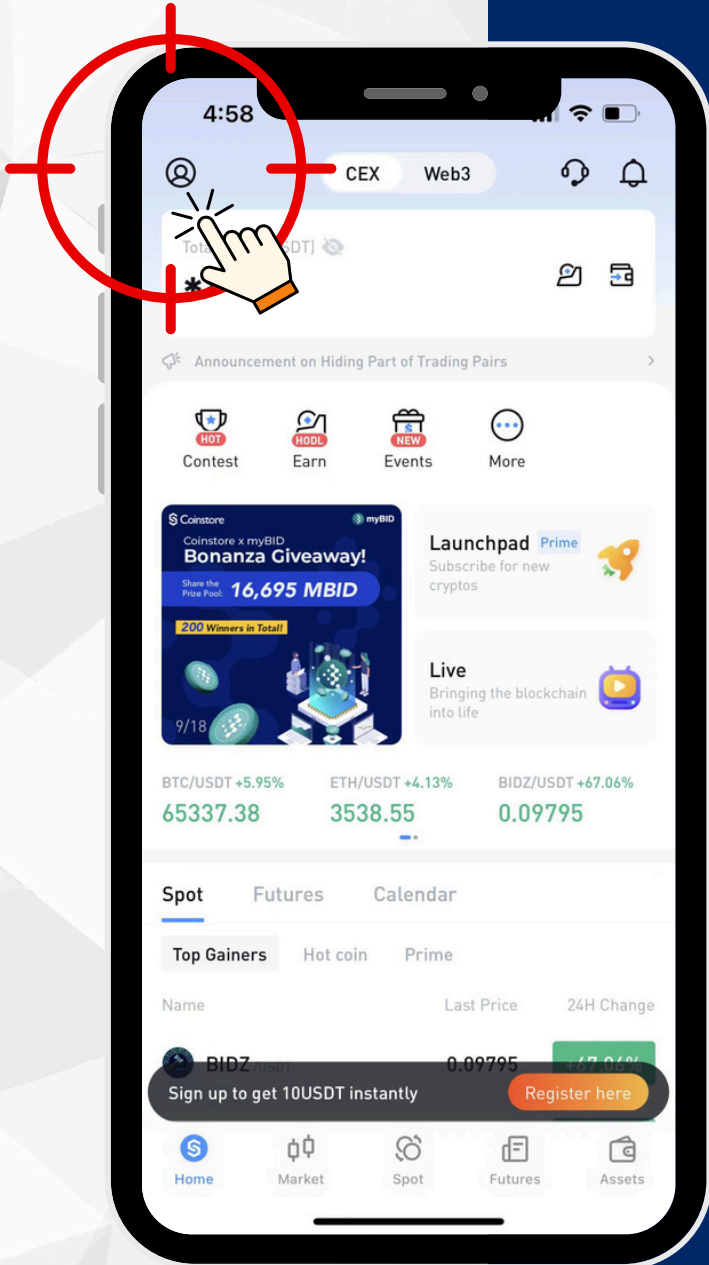 4:58
CEX Web3
SDT]
*
Announcement on Hiding Part of Trading Pairs
HOT
HODL
NEW
Contest Earn Events More
Coinstore myBID
Coinstore x myBID
Bonanza Giveaway!
Share the
Prize Pool: 16,695 MBID
200 Winners in Total!
9/18
Launchpad Prime
Subscribe for new
cryptos
Live
Bringing the blockchain
into life
BTC/USDT +5.95% ETH/USDT +4.13% BIDZ/USDT +67.06%
65337.38 3538.55 0.09795
Spot Futures Calendar
Top Gainers Hot coin Prime
Name Last Price 24H Change
BIDZ /USDT 0.09795 +67.06%
Sign up to get 10USDT instantly Register here
Home Market Spot Futures Assets